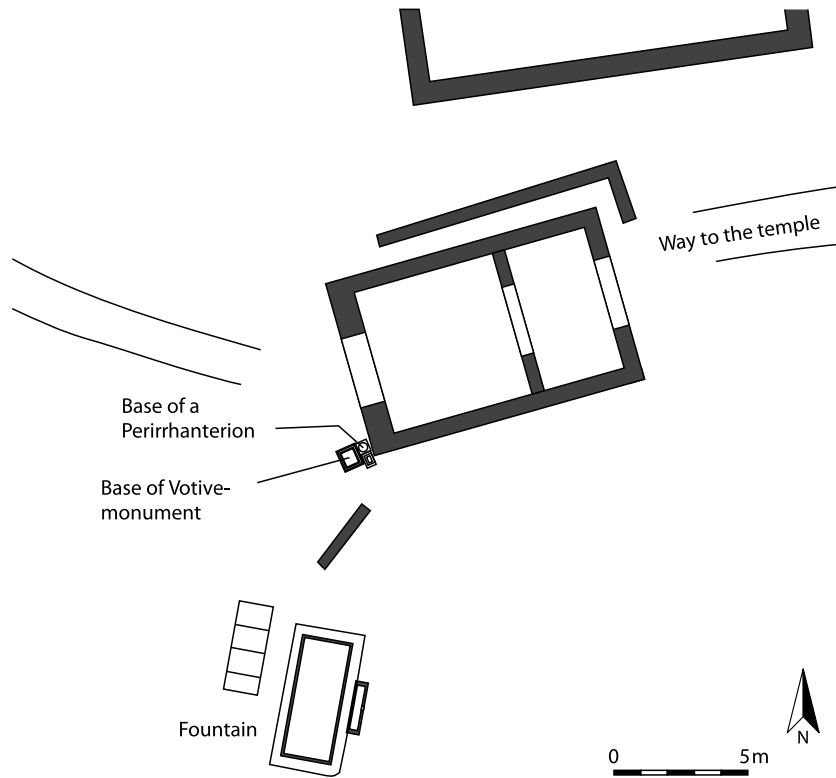 Way to the temple
Base of a
Perirrhanterion
Base of Votive-
monument
Fountain
N
0 5m